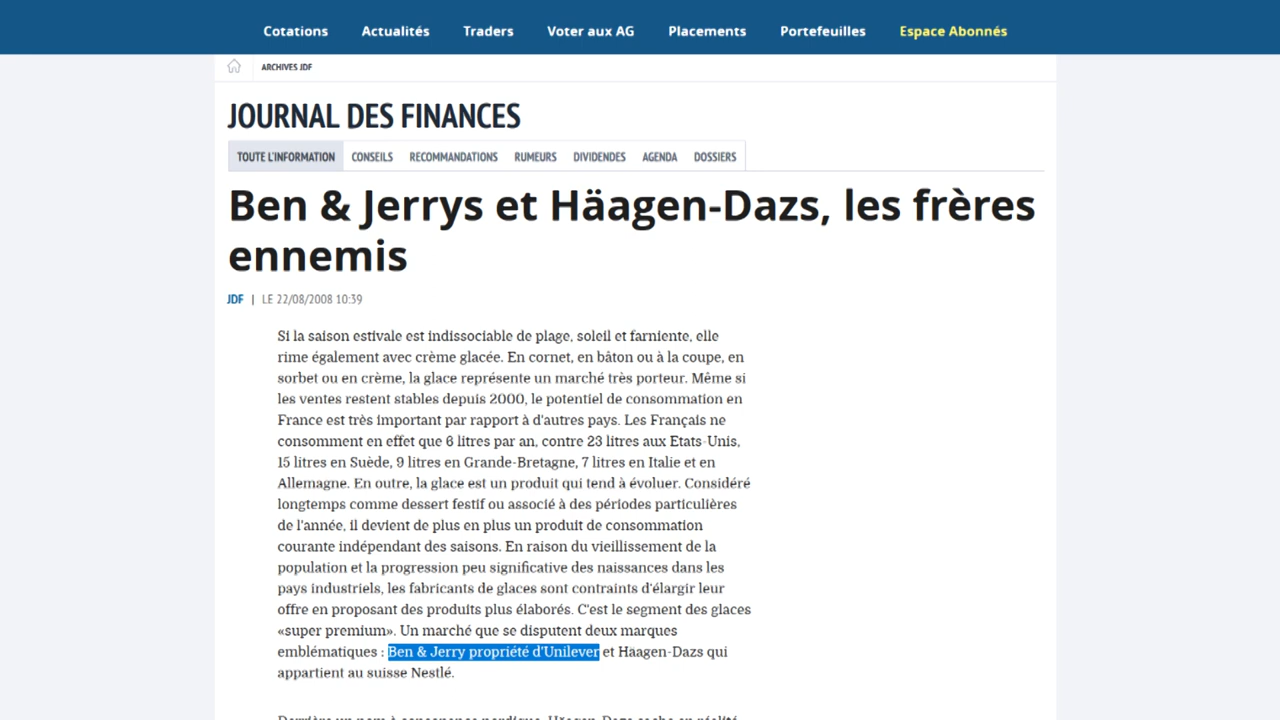 Cotations Actualités Traders Voter aux AG Placements Portefeuilles Espace Abonnés
ARCHIVES JDF
JOURNAL DES FINANCES
TOUTE L'INFORMATION CONSEILS RECOMMANDATIONS RUMEURS DIVIDENDES AGENDA DOSSIERS
Ben & Jerrys et Häagen-Dazs, les frères
ennemis
JDF | LE 22/08/2008 10:39
Si la saison estivale est indissociable de plage, soleil et farniente, elle
rime également avec crème glacée. En cornet, en bâton ou à la coupe, en
sorbet ou en crème, la glace représente un marché très porteur. Même si
les ventes restent stables depuis 2000, le potentiel de consommation en
France est très important par rapport à d'autres pays. Les Français ne
consomment en effet que 6 litres par an, contre 23 litres aux Etats-Unis,
15 litres en Suède, 9 litres en Grande-Bretagne, 7 litres en Italie et en
Allemagne. En outre, la glace est un produit qui tend à évoluer. Considéré
longtemps comme dessert festif ou associé à des périodes particulières
de l'année, il devient de plus en plus un produit de consommation
courante indépendant des saisons. En raison du vieillissement de la
population et la progression peu significative des naissances dans les
pays industriels, les fabricants de glaces sont contraints d'élargir leur
offre en proposant des produits plus élaborés. C'est le segment des glaces
«super premium». Un marché que se disputent deux marques
emblématiques : Ben & Jerry propriété d'Unilever et Häagen-Dazs qui
appartient au suisse Nestlé.